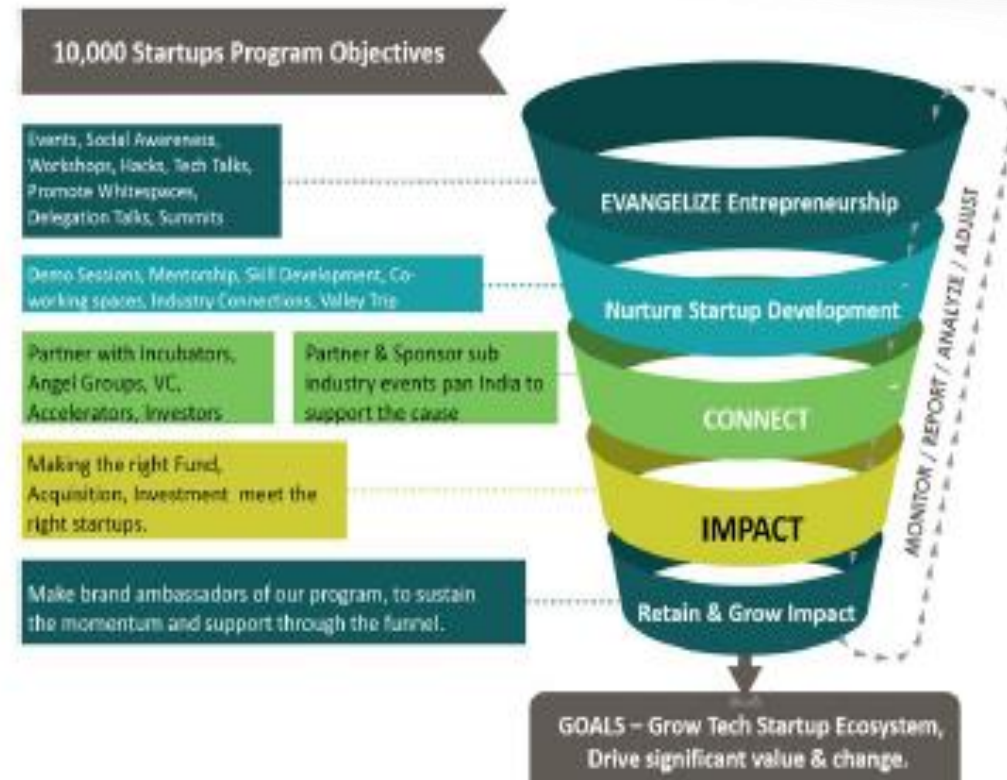 10,000 Startups Program Objectives
Events, Social Awareness,
Workshops, Hacks, Tech Talks,
Promote Whitespaces,
Delegation Talks, Summits
EVANGELIZE Entrepreneurship
Demo Sessions, Mentorship, Skill Development, Co-
working spaces, Industry Connections, Valley Trip
Nurture Startup Development
Partner with Incubators,
Angel Groups, VC,
Accelerators, Investors
Partner & Sponsor sub
industry events pan India to
support the cause
CONNECT
Making the right Fund,
Acquisition, Investment meet the
right startups.
IMPACT
Make brand ambassadors of our program, to sustain
the momentum and support through the funnel.
Retain & Grow Impact
MONITOR / REPORT / ANALYZE / ADJUST
GOALS – Grow Tech Startup Ecosystem,
Drive significant value & change.